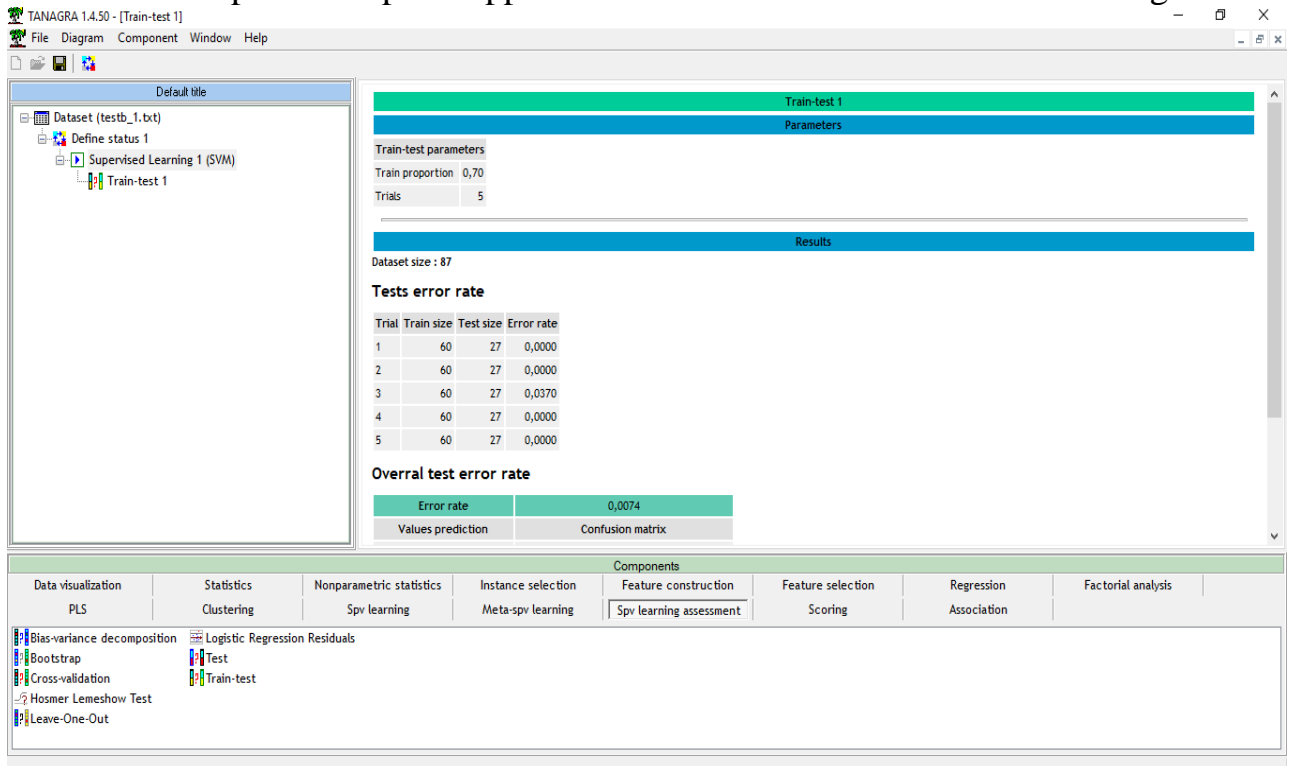 TANAGRA 1.4.50 - [Train-test 1]
File Diagram Component Window Help
Default title
Dataset (testb_1.txt)
Define status 1
Supervised Learning 1 (SVM)
Train-test 1
Train-test 1
Parameters
Train-test parameters
Train proportion 0,70
Trials 5
Results
Dataset size : 87
Tests error rate
Trial Train size Test size Error rate
1 60 27 0,0000
2 60 27 0,0000
3 60 27 0,0370
4 60 27 0,0000
5 60 27 0,0000
Overral test error rate
Error rate 0,0074
Values prediction Confusion matrix
Components
Data visualization Statistics Nonparametric statistics Instance selection Feature construction Feature selection Regression Factorial analysis
PLS Clustering Spv learning Meta-spv learning Spv learning assessment Scoring Association
Bias-variance decomposition Logistic Regression Residuals
Bootstrap Test
Cross-validation Train-test
Hosmer Lemeshow Test
Leave-One-Out